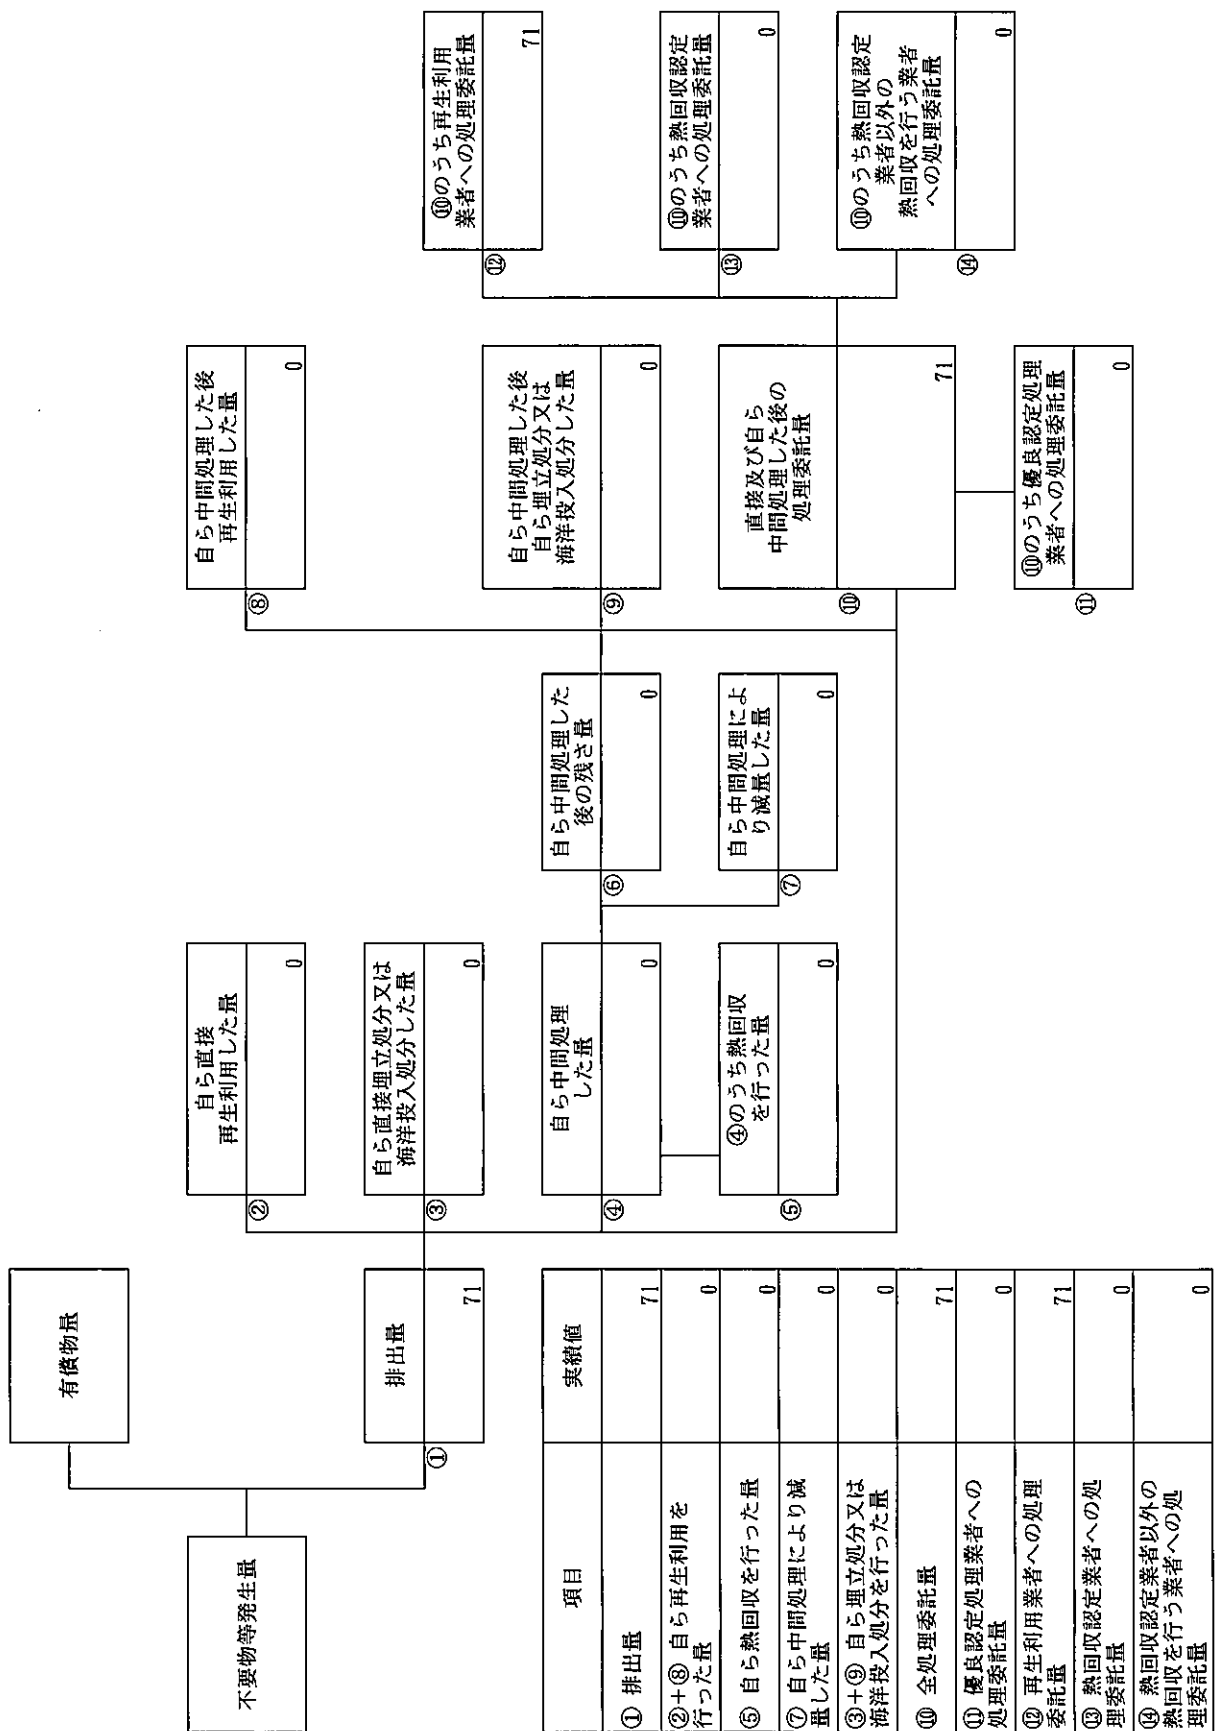 不要物等発生量
有償物量
排出量
①
71
自ら直接
再生利用した量
②
0
自ら直接埋立処分又は
海洋投入処分した量
③
0
自ら中間処理
した量
④
0
④のうち熱回収
を行った量
⑤
0
自ら中間処理した
後の残さ量
⑥
0
自ら中間処理によ
り減量した量
⑦
0
自ら中間処理した後
再生利用した量
⑧
0
自ら中間処理した後
自ら埋立処分又は
海洋投入処分した量
⑨
0
直接及び自ら
中間処理した後の
処理委託量
⑩
71
⑩のうち優良認定処理
業者への処理委託量
⑪
0
⑩のうち再生利用
業者への処理委託量
⑫
71
⑩のうち熱回収認定
業者への処理委託量
⑬
0
⑩のうち熱回収認定
業者以外の
熱回収を行う業者
への処理委託量
⑭
0
項目 実績値
① 排出量 71
②+⑧ 自ら再生利用を
行った量 0
⑤ 自ら熱回収を行った量 0
⑦ 自ら中間処理により減
量した量 0
③+⑨ 自ら埋立処分又は
海洋投入処分を行った量 0
⑩ 全処理委託量 71
⑪ 優良認定処理業者への
処理委託量 0
⑫ 再生利用業者への処理
委託量 71
⑬ 熱回収認定業者への処
理委託量 0
⑭ 熱回収認定業者以外の
熱回収を行う業者への処
理委託量 0